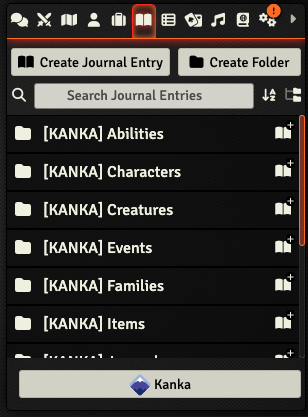 Create Journal Entry
Create Folder
Search Journal Entries
[KANKA] Abilities
[KANKA] Characters
[KANKA] Creatures
[KANKA] Events
[KANKA] Families
[KANKA] Items
Kanka